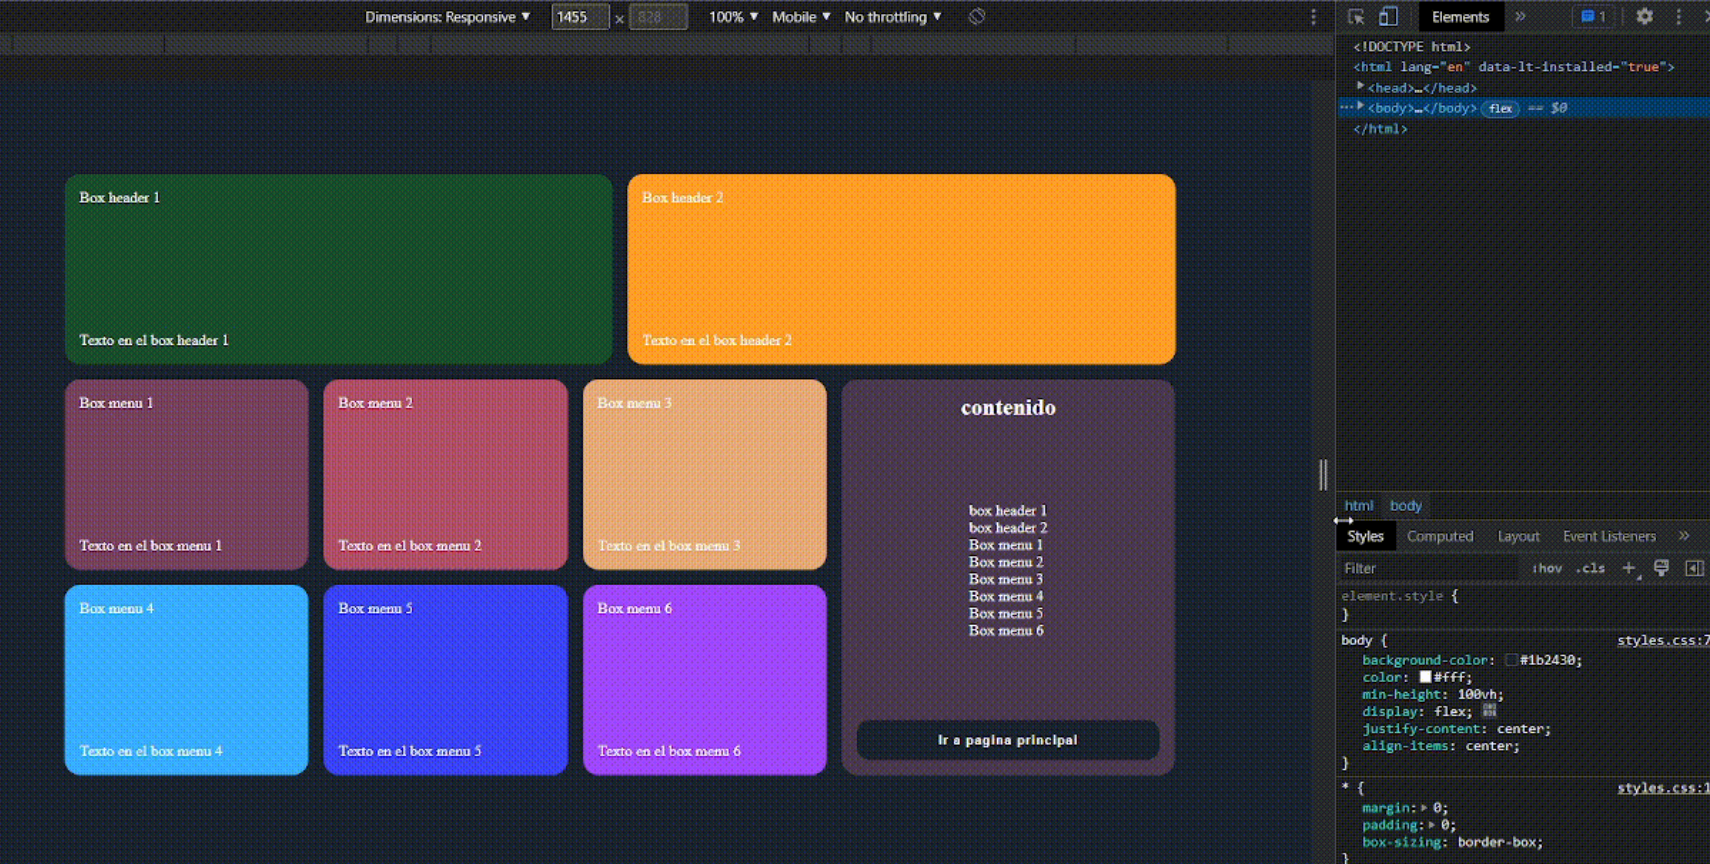 Dimensions: Responsive ▼ 1455 × 828 100% ▼ Mobile ▼ No throttling ▼
Elements » 1
<!DOCTYPE html>
<html lang="en" data-lt-installed="true">
<head>…</head>
<body>…</body> flex == $0
</html>
Box header 1
Texto en el box header 1
Box header 2
Texto en el box header 2
Box menu 1
Texto en el box menu 1
Box menu 2
Texto en el box menu 2
Box menu 3
Texto en el box menu 3
Box menu 4
Texto en el box menu 4
Box menu 5
Texto en el box menu 5
Box menu 6
Texto en el box menu 6
contenido
box header 1
box header 2
Box menu 1
Box menu 2
Box menu 3
Box menu 4
Box menu 5
Box menu 6
Ir a pagina principal
html body
Styles Computed Layout Event Listeners »
Filter :hov .cls +
element.style {
}
body { styles.css:7
background-color: #1b2430;
color: #fff;
min-height: 100vh;
display: flex;
justify-content: center;
align-items: center;
}
* { styles.css:1
margin: 0;
padding: 0;
box-sizing: border-box;
}